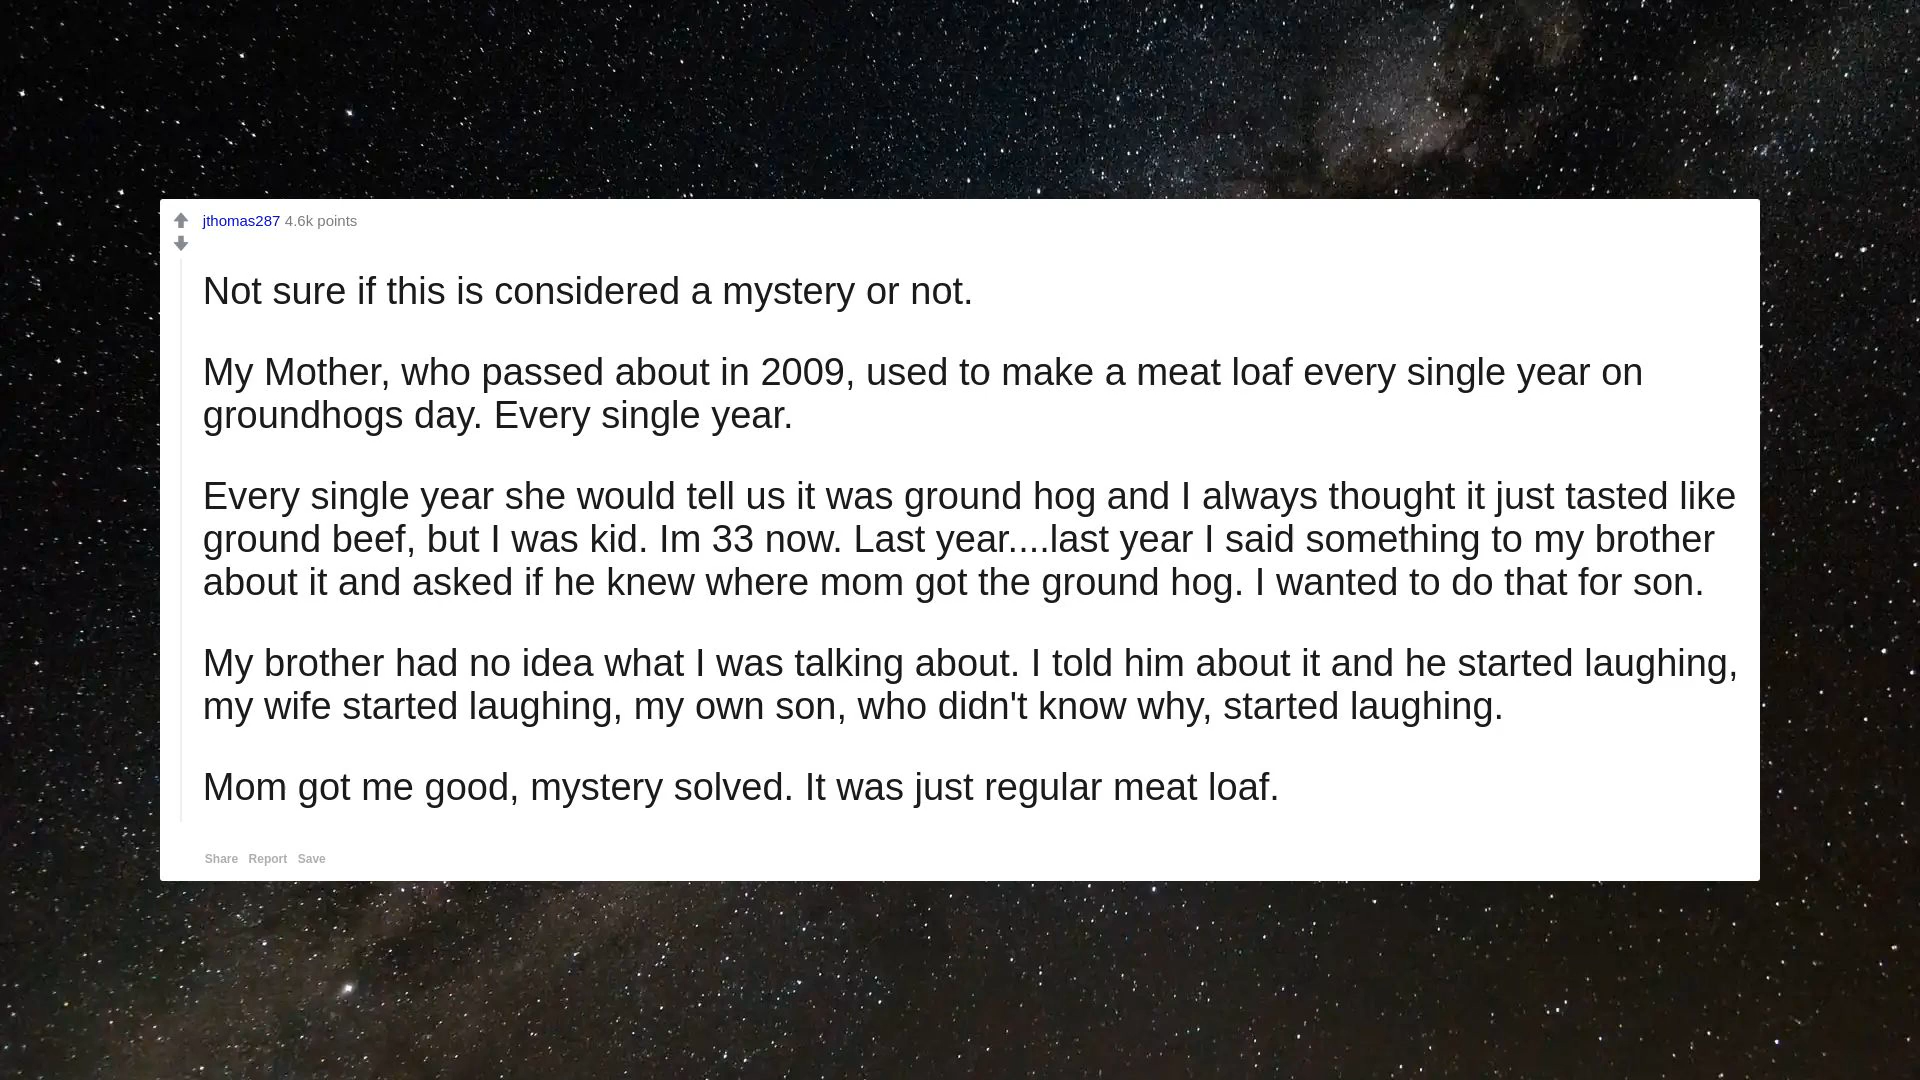 jthomas287 4.6k points
Not sure if this is considered a mystery or not.
My Mother, who passed about in 2009, used to make a meat loaf every single year on
groundhogs day. Every single year.
Every single year she would tell us it was ground hog and I always thought it just tasted like
ground beef, but I was kid. Im 33 now. Last year....last year I said something to my brother
about it and asked if he knew where mom got the ground hog. I wanted to do that for son.
My brother had no idea what I was talking about. I told him about it and he started laughing,
my wife started laughing, my own son, who didn't know why, started laughing.
Mom got me good, mystery solved. It was just regular meat loaf.
Share Report Save